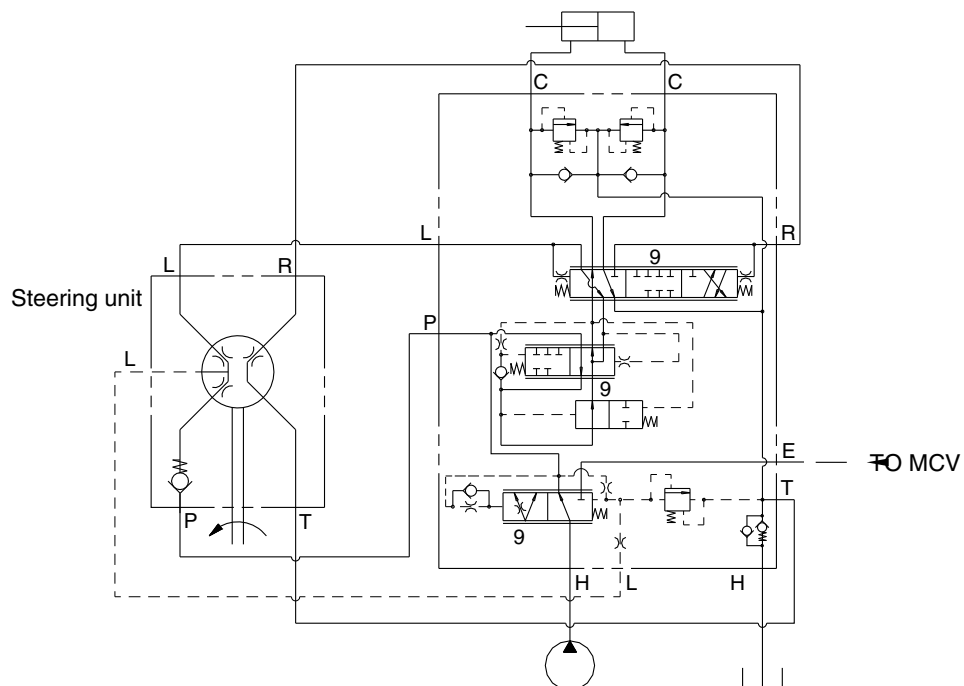 C C
L 9 R
L R
Steering unit
P
L
9
E TO MCV
T
P T
9
H L H